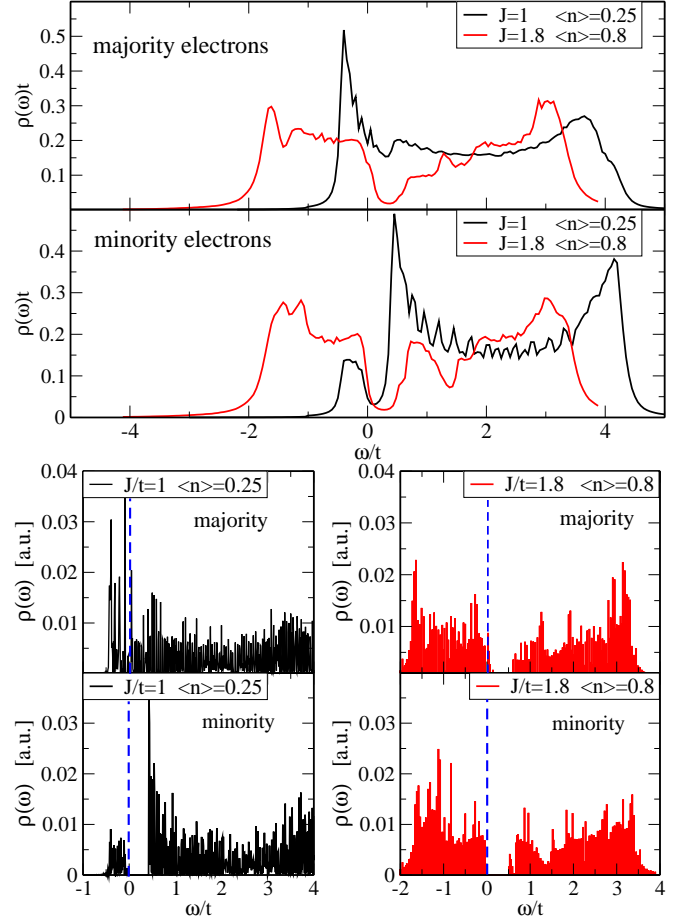 J=1 <n>=0.25
J=1.8 <n>=0.8
majority electrons
ρ(ω)t
0.5
0.4
0.3
0.2
0.1
0
J=1 <n>=0.25
J=1.8 <n>=0.8
minority electrons
ρ(ω)t
0.4
0.3
0.2
0.1
0
-4 -2 0 2 4
ω/t
J/t=1 <n>=0.25
majority
ρ(ω) [a.u.]
0.04
0.03
0.02
0.01
J/t=1 <n>=0.25
minority
ρ(ω) [a.u.]
0.03
0.02
0.01
0
-1 0 1 2 3 4
ω/t
J/t=1.8 <n>=0.8
majority
ρ(ω) [a.u.]
0.04
0.03
0.02
0.01
J/t=1.8 <n>=0.8
minority
ρ(ω) [a.u.]
0.03
0.02
0.01
0
-2 -1 0 1 2 3 4
ω/t